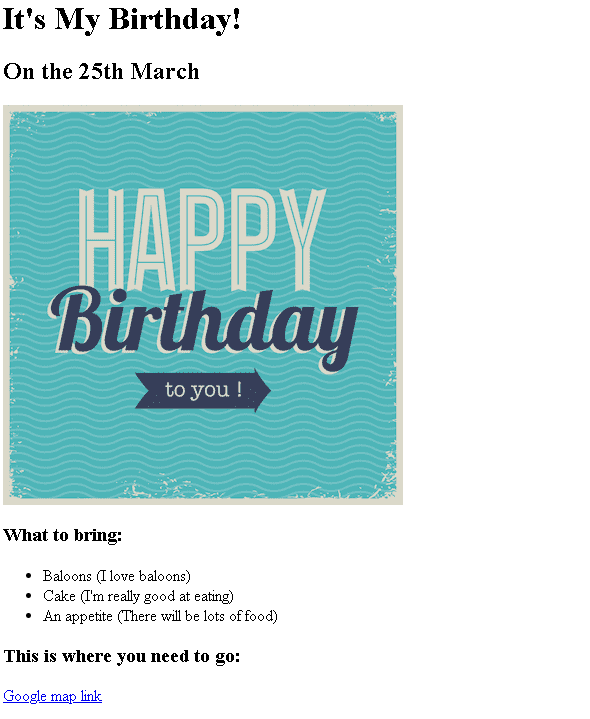 It's My Birthday!
On the 25th March
HAPPY
Birthday
to you !
What to bring:
Baloons (I love baloons)
Cake (I'm really good at eating)
An appetite (There will be lots of food)
This is where you need to go:
Google map link